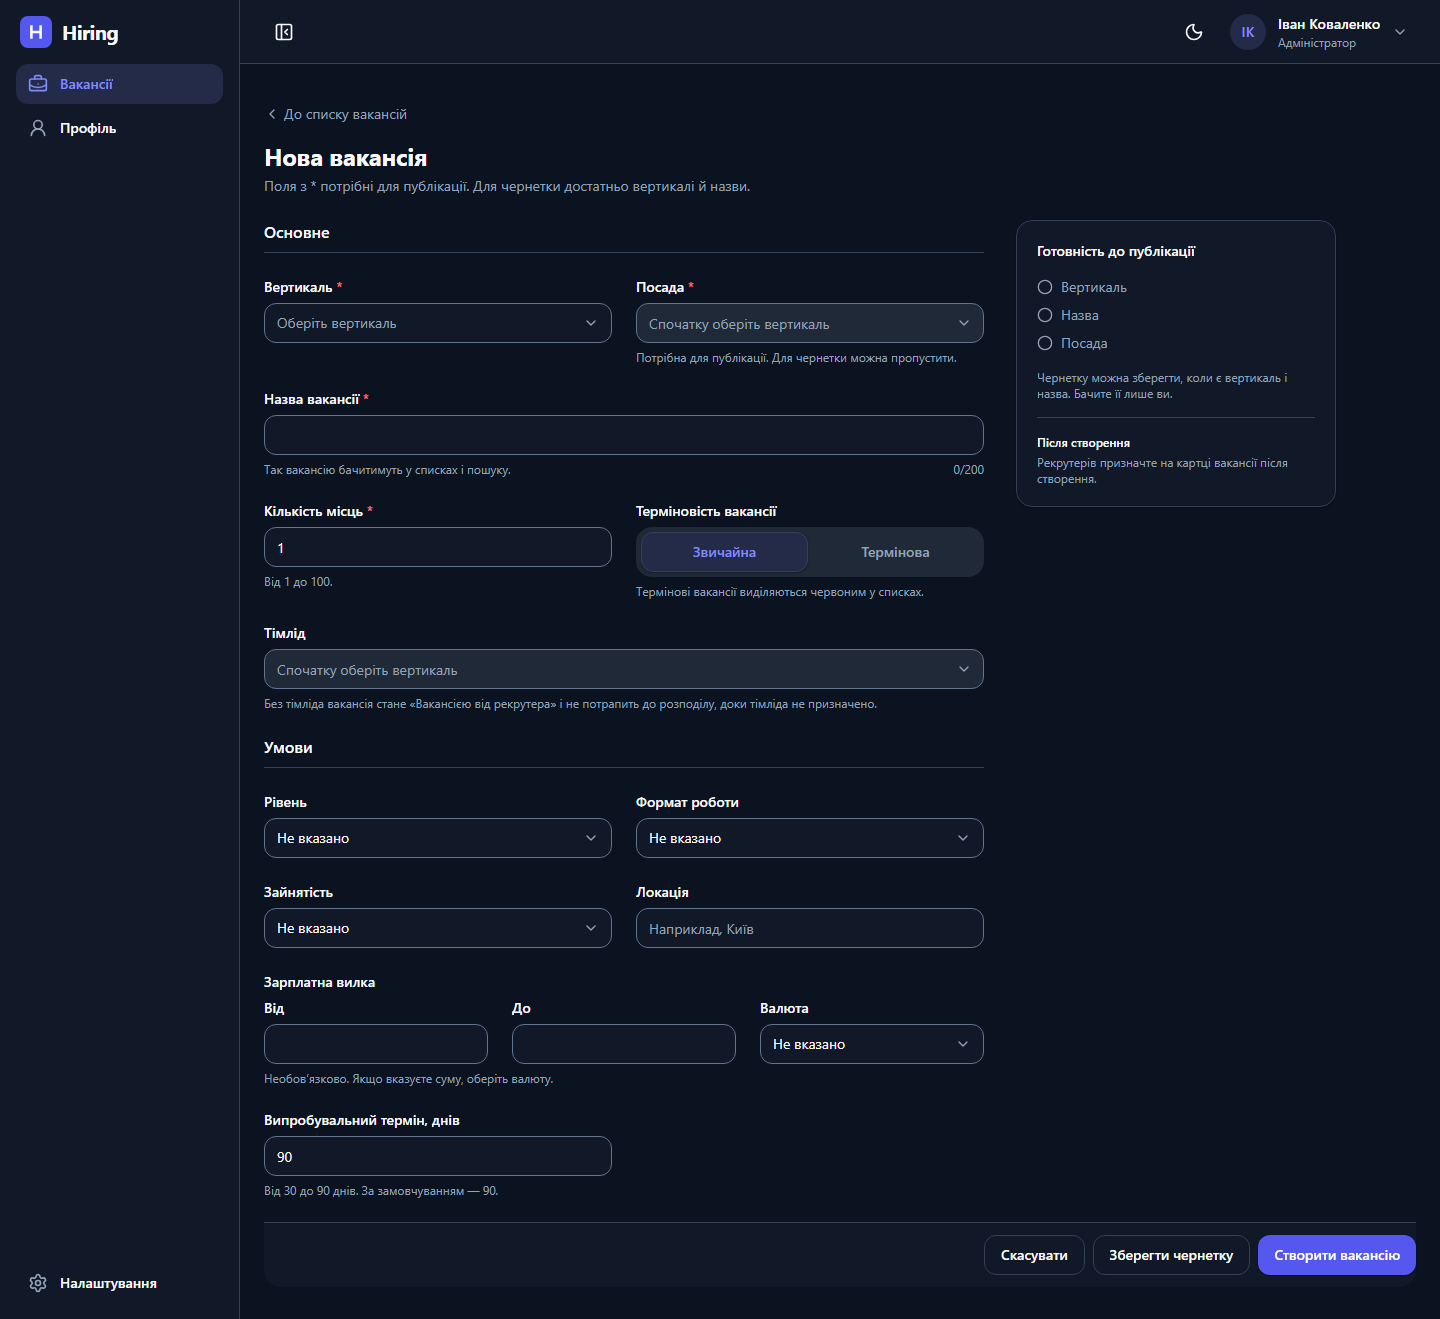 H Hiring
Вакансії
Профіль
Налаштування
ІК
Іван Коваленко
Адміністратор
До списку вакансій
Нова вакансія
Поля з * потрібні для публікації. Для чернетки достатньо вертикалі й назви.
Основне
Вертикаль *
Оберіть вертикаль
Посада *
Спочатку оберіть вертикаль
Потрібна для публікації. Для чернетки можна пропустити.
Назва вакансії *
Так вакансію бачитимуть у списках і пошуку.
0/200
Кількість місць *
1
Від 1 до 100.
Терміновість вакансії
Звичайна
Термінова
Термінові вакансії виділяються червоним у списках.
Тімлід
Спочатку оберіть вертикаль
Без тімліда вакансія стане «Вакансією від рекрутера» і не потрапить до розподілу, доки тімліда не призначено.
Умови
Рівень
Не вказано
Формат роботи
Не вказано
Зайнятість
Не вказано
Локація
Наприклад, Київ
Зарплатна вилка
Від
До
Валюта
Не вказано
Необов’язково. Якщо вказуєте суму, оберіть валюту.
Випробувальний термін, днів
90
Від 30 до 90 днів. За замовчуванням — 90.
Готовність до публікації
Вертикаль
Назва
Посада
Чернетку можна зберегти, коли є вертикаль і
назва. Бачите її лише ви.
Після створення
Рекрутерів призначте на картці вакансії після
створення.
Скасувати
Зберегти чернетку
Створити вакансію